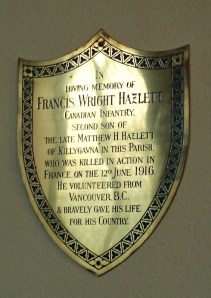 IN
LOVING MEMORY OF
FRANCIS WRIGHT HAZLETT
CANADIAN INFANTRY,
SECOND SON OF
THE LATE MATTHEW H. HAZLETT
OF KILLYGAVNA IN THIS PARISH,
WHO WAS KILLED IN ACTION IN
FRANCE, ON THE 12TH JUNE 1916.
HE VOLUNTEERED FROM
VANCOUVER, B.C.
& BRAVELY GAVE HIS LIFE
FOR HIS COUNTRY.